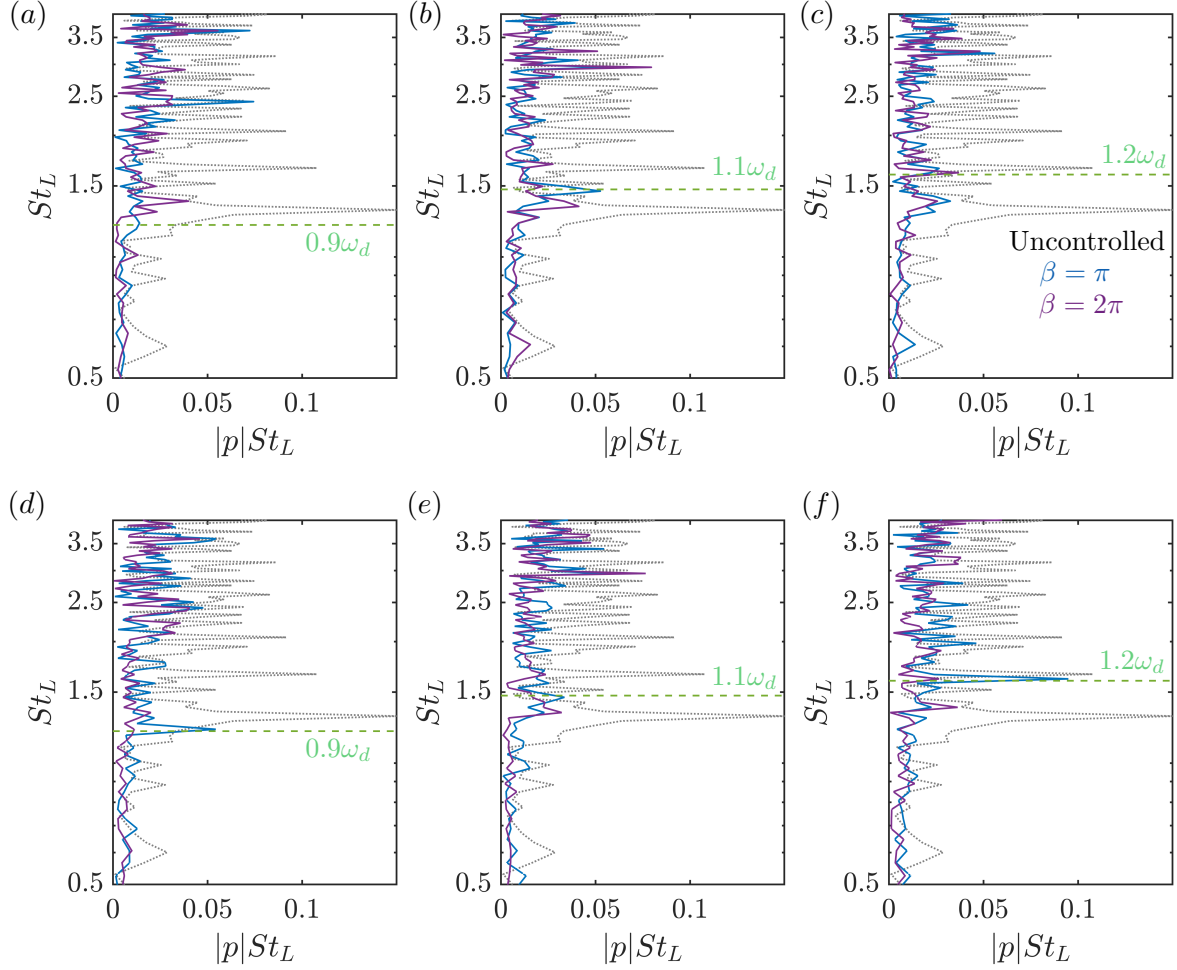 (a)
3.5
2.5
1.5
0.5
St_L
0.9ω_d
0
0.05
0.1
|p|St_L
(b)
3.5
2.5
1.5
0.5
St_L
1.1ω_d
0
0.05
0.1
|p|St_L
(c)
3.5
2.5
1.5
0.5
St_L
1.2ω_d
Uncontrolled
β = π
β = 2π
0
0.05
0.1
|p|St_L
(d)
3.5
2.5
1.5
0.5
St_L
0.9ω_d
0
0.05
0.1
|p|St_L
(e)
3.5
2.5
1.5
0.5
St_L
1.1ω_d
0
0.05
0.1
|p|St_L
(f)
3.5
2.5
1.5
0.5
St_L
1.2ω_d
0
0.05
0.1
|p|St_L